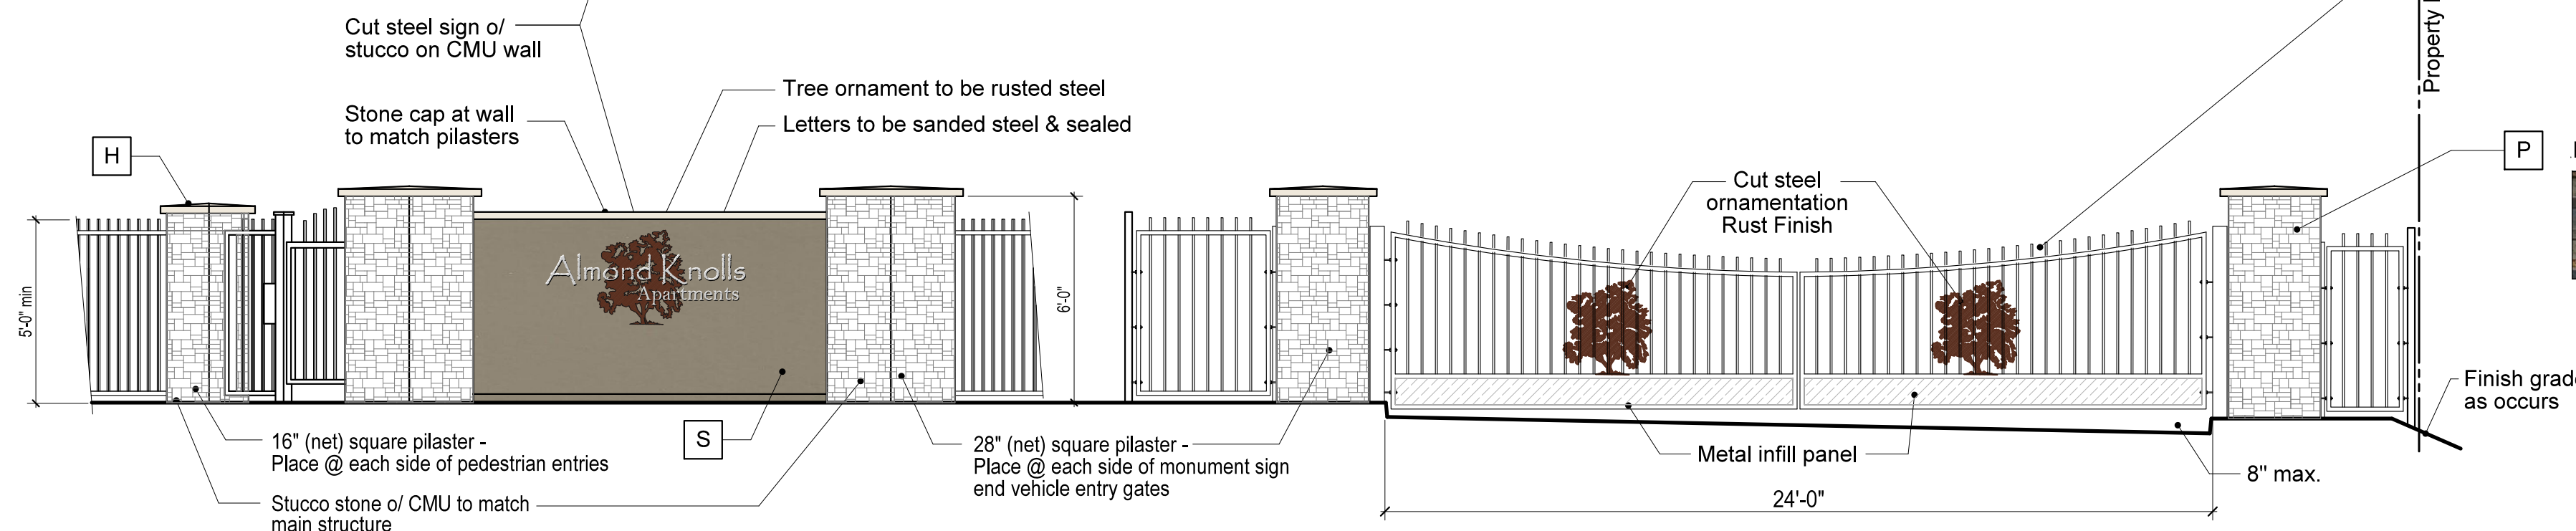 Cut steel sign o/
stucco on CMU wall
Stone cap at wall
to match pilasters
Tree ornament to be rusted steel
Letters to be sanded steel & sealed
H
Almond Knolls
Apartments
5'-0" min
6'-0"
S
16" (net) square pilaster -
Place @ each side of pedestrian entries
Stucco stone o/ CMU to match
main structure
28" (net) square pilaster -
Place @ each side of monument sign
end vehicle entry gates
Cut steel
ornamentation
Rust Finish
Metal infill panel
24'-0"
8" max.
Property
P
Finish grad
as occurs